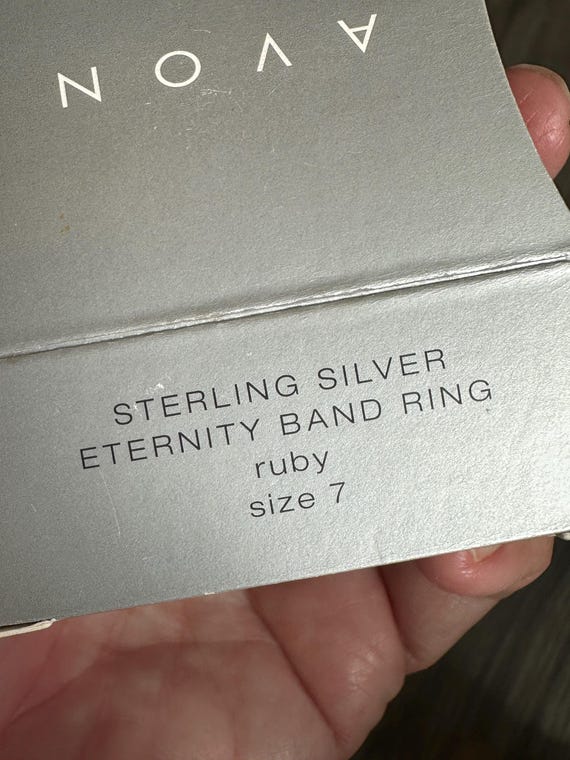 AVON
STERLING SILVER
ETERNITY BAND RING
ruby
size 7